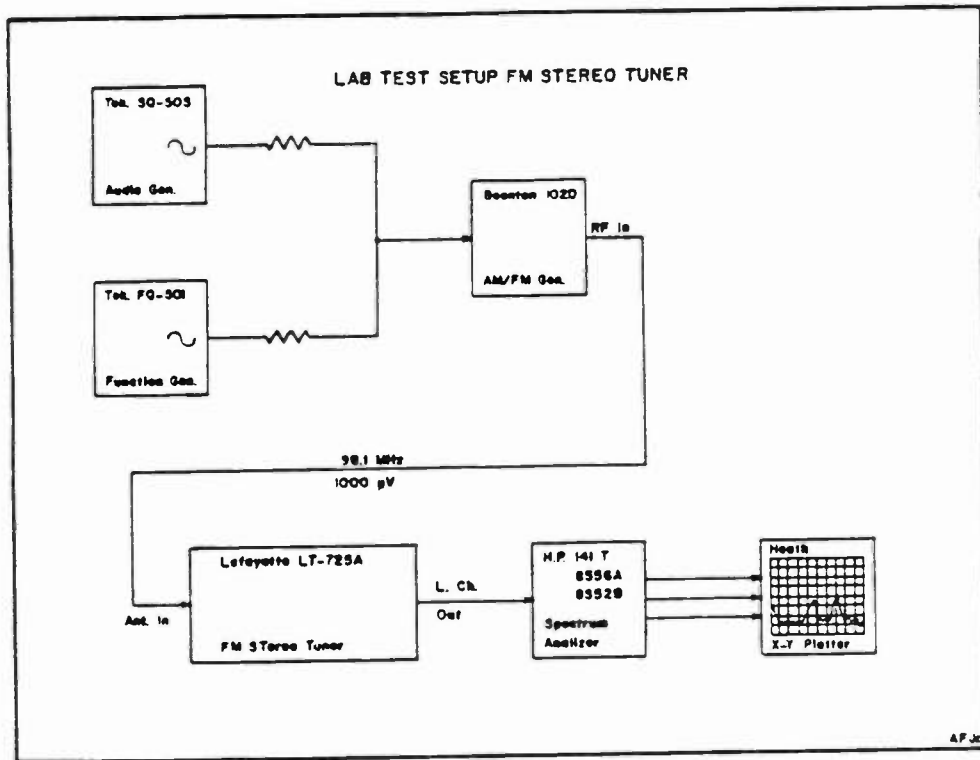 LAB TEST SETUP FM STEREO TUNER
Tek. SG-503
Audio Gen.
Tek. FG-501
Function Gen.
Boonton 102D
AM/FM Gen.
RF In
98.1 MHz
1000 µV
Ant. In
Lafayette LT-725A
FM STereo Tuner
L. Ch.
Out
H.P. 141 T
8556A
8552B
Spectrum
Analizer
Heath
X-Y Plotter